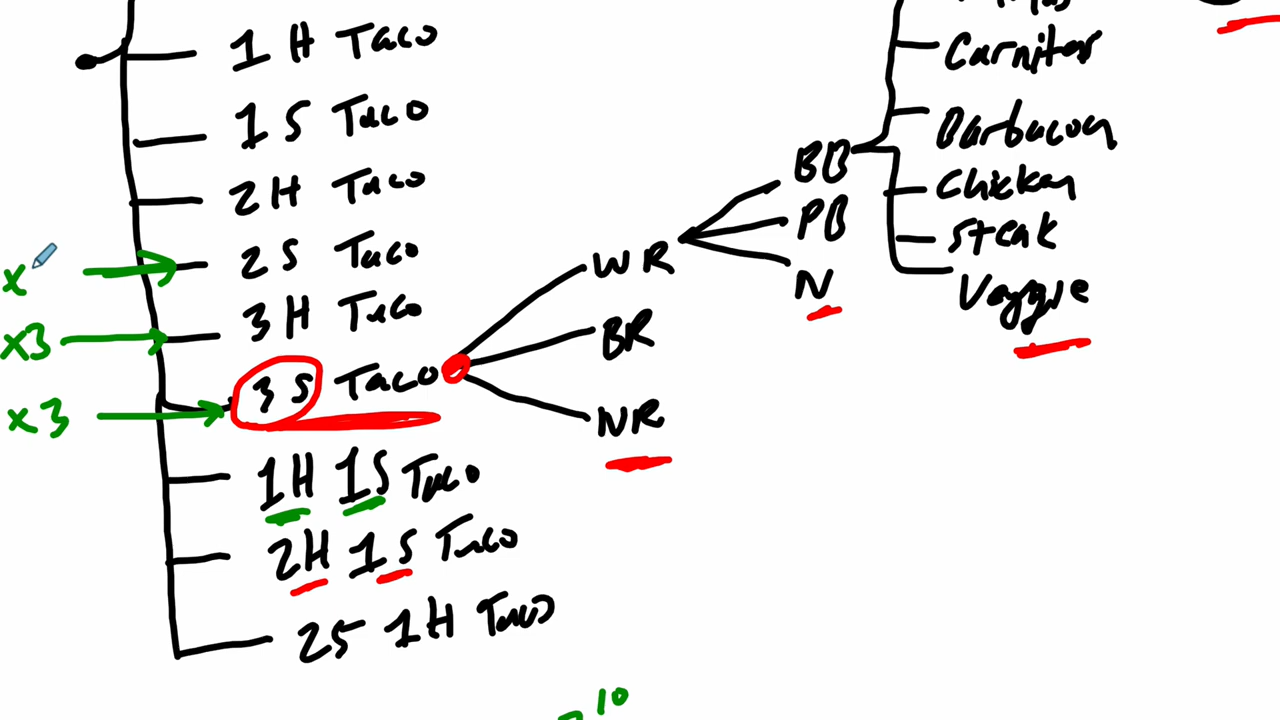 1 H Taco
1 S Taco
2 H Taco
x
2 S Taco
x3
3 H Taco
x3
3 S Taco
1H 1S Taco
2H 1S Taco
2S 1H Taco
WR
BR
NR
BB
PB
N
Carnitas
Barbacoa
Chicken
Steak
Veggie
10